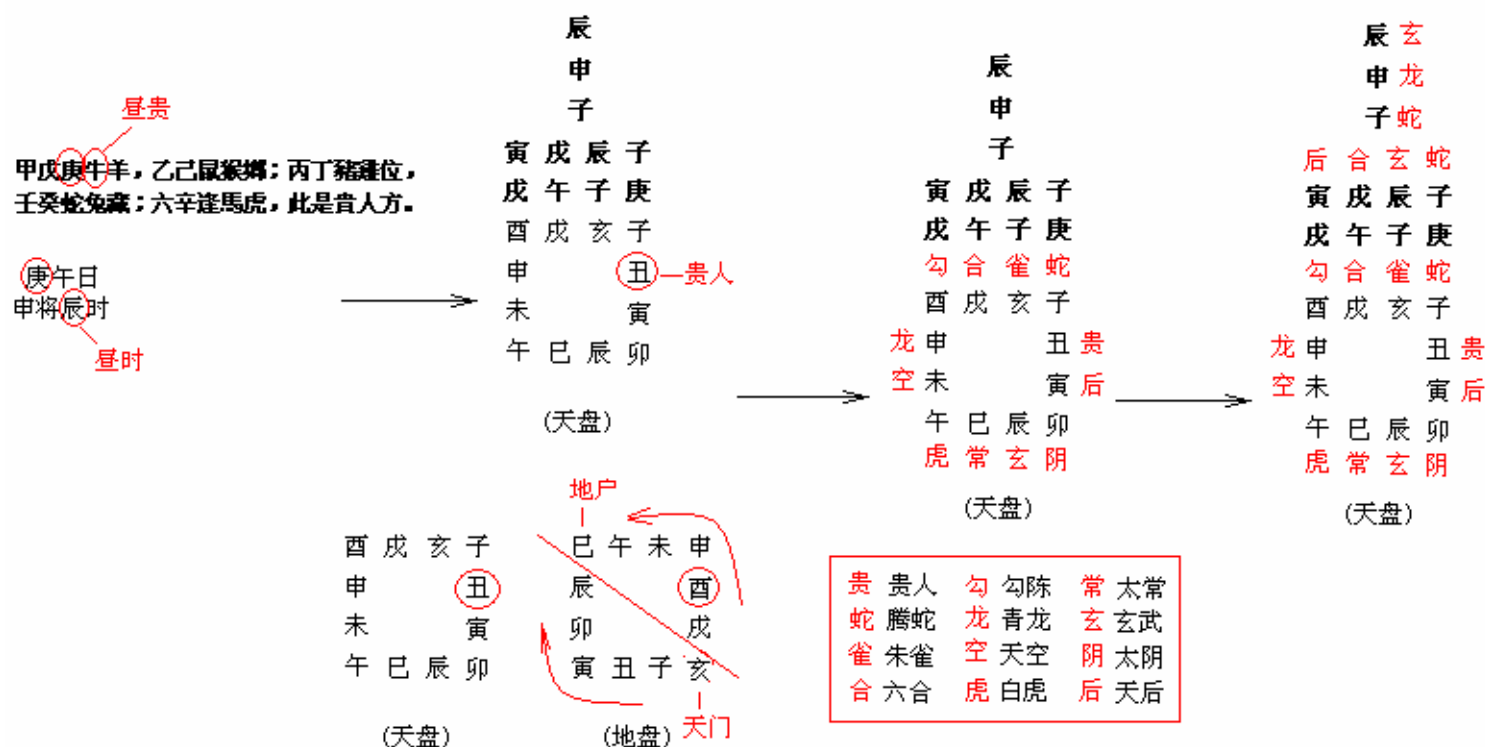 昼贵
甲戊庚牛羊，乙己鼠猴鄉；丙丁豬雞位，
壬癸蛇兔藏；六辛逢馬虎，此是貴人方．
庚午日
申将辰时
昼时
辰
申
子
寅 戌 辰 子
戌 午 子 庚
酉 戌 亥 子
申 丑 贵人
未 寅
午 巳 辰 卯
(天盘)
辰
申
子
寅 戌 辰 子
戌 午 子 庚
勾 合 雀 蛇
酉 戌 亥 子
龙 申 丑 贵
空 未 寅 后
午 巳 辰 卯
虎 常 玄 阴
(天盘)
辰 玄
申 龙
子 蛇
后 合 玄 蛇
寅 戌 辰 子
戌 午 子 庚
勾 合 雀 蛇
酉 戌 亥 子
龙 申 丑 贵
空 未 寅 后
午 巳 辰 卯
虎 常 玄 阴
(天盘)
酉 戌 亥 子
申 丑
未 寅
午 巳 辰 卯
(天盘)
地户
巳 午 未 申
辰 酉
卯 戌
寅 丑 子 亥
(地盘)
天门
贵 贵人 勾 勾陈 常 太常
蛇 腾蛇 龙 青龙 玄 玄武
雀 朱雀 空 天空 阴 太阴
合 六合 虎 白虎 后 天后